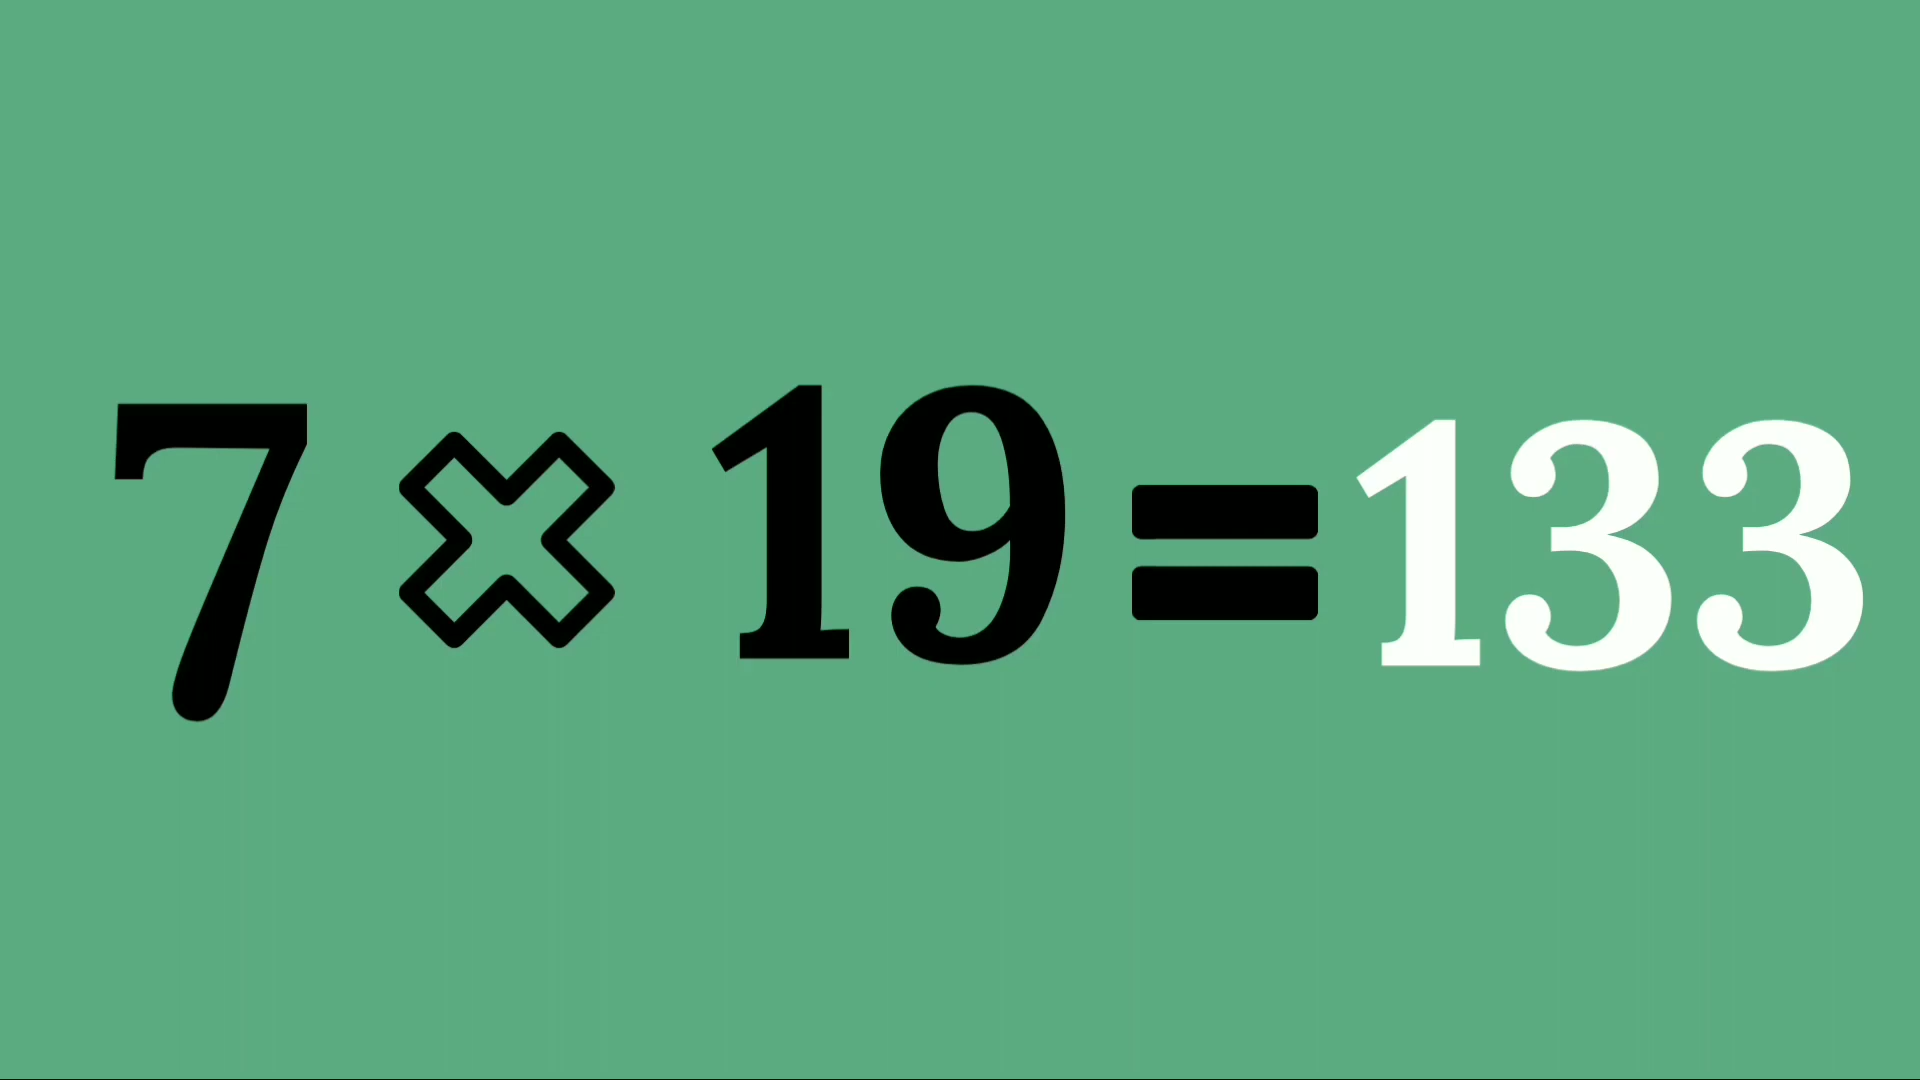 7 × 19 = 133